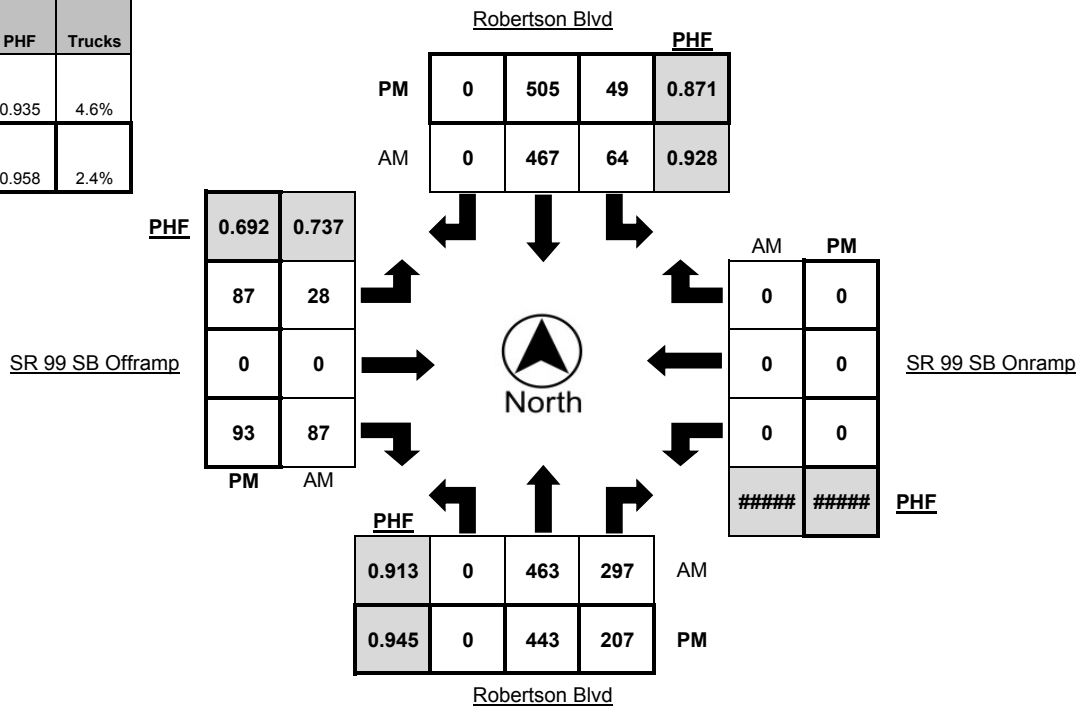 Robertson Blvd
PHF Trucks
PHF
PM 0 505 49 0.871
0.935 4.6%
AM 0 467 64 0.928
0.958 2.4%
PHF 0.692 0.737
AM PM
87 28
0 0
SR 99 SB Offramp 0 0
North
0 0 SR 99 SB Onramp
93 87
0 0
PM AM
##### ##### PHF
PHF
0.913 0 463 297 AM
0.945 0 443 207 PM
Robertson Blvd